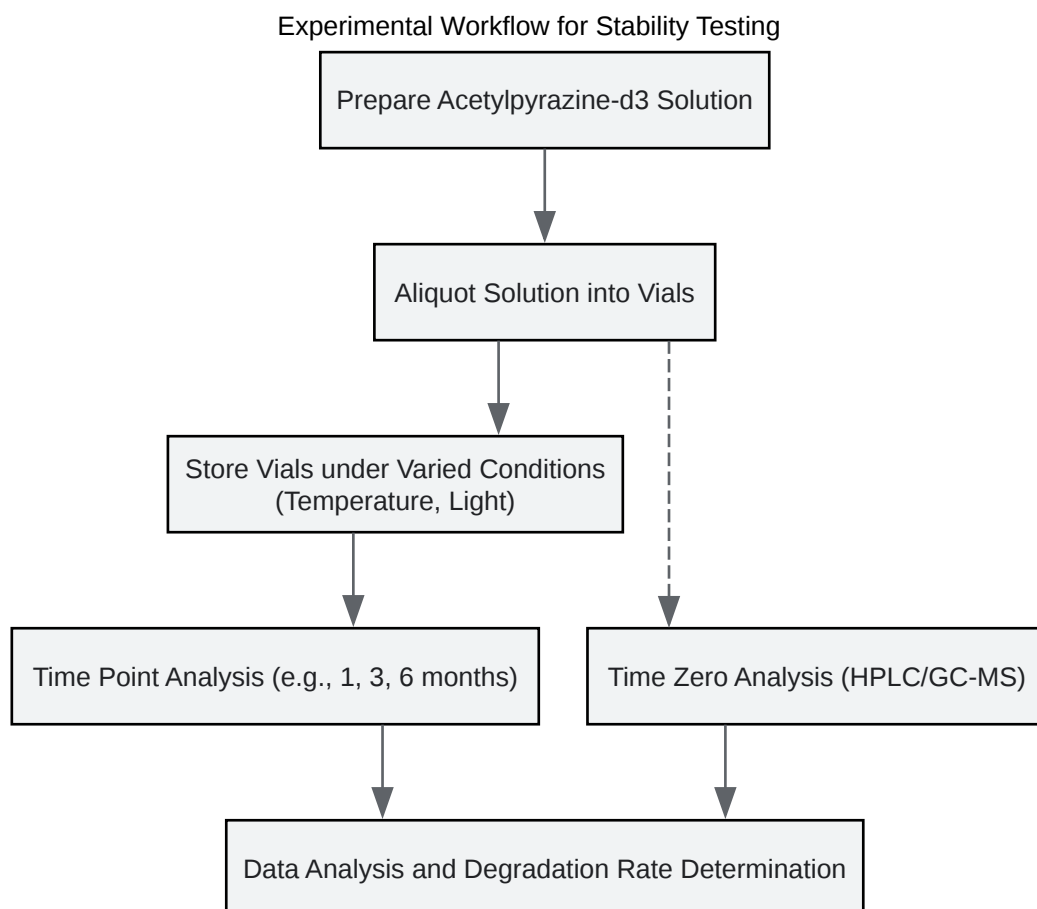 Experimental Workflow for Stability Testing
Prepare Acetylpyrazine-d3 Solution
Aliquot Solution into Vials
Store Vials under Varied Conditions
(Temperature, Light)
Time Point Analysis (e.g., 1, 3, 6 months)
Time Zero Analysis (HPLC/GC-MS)
Data Analysis and Degradation Rate Determination